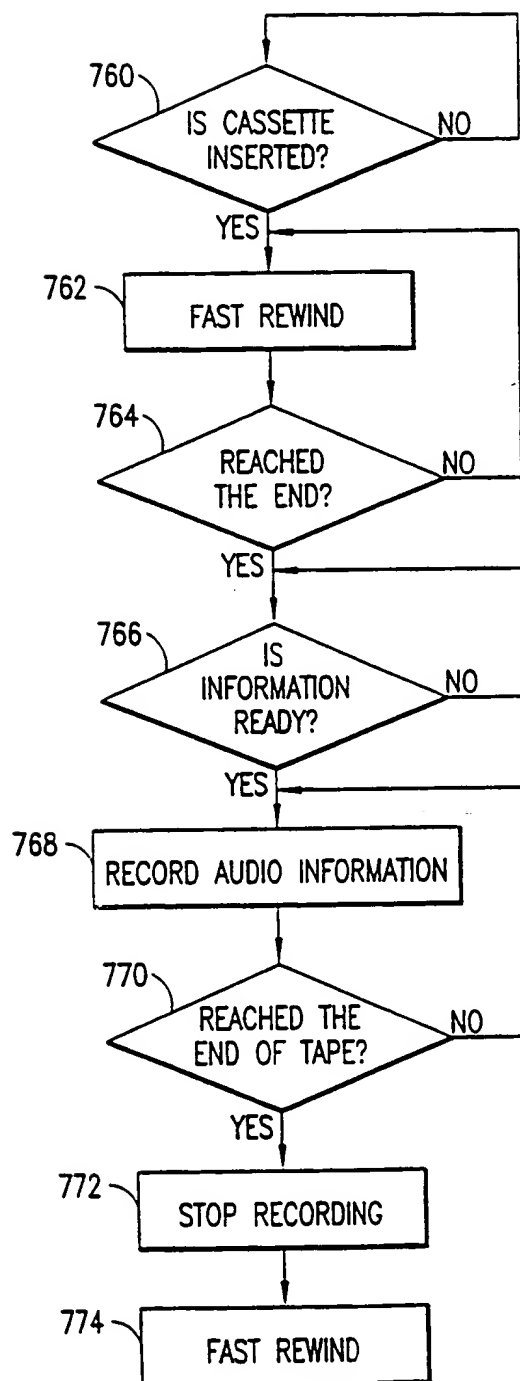 760
IS CASSETTE
INSERTED?
NO
YES
762
FAST REWIND
764
REACHED
THE END?
NO
YES
766
IS
INFORMATION
READY?
NO
YES
768
RECORD AUDIO INFORMATION
770
REACHED THE
END OF TAPE?
NO
YES
772
STOP RECORDING
774
FAST REWIND